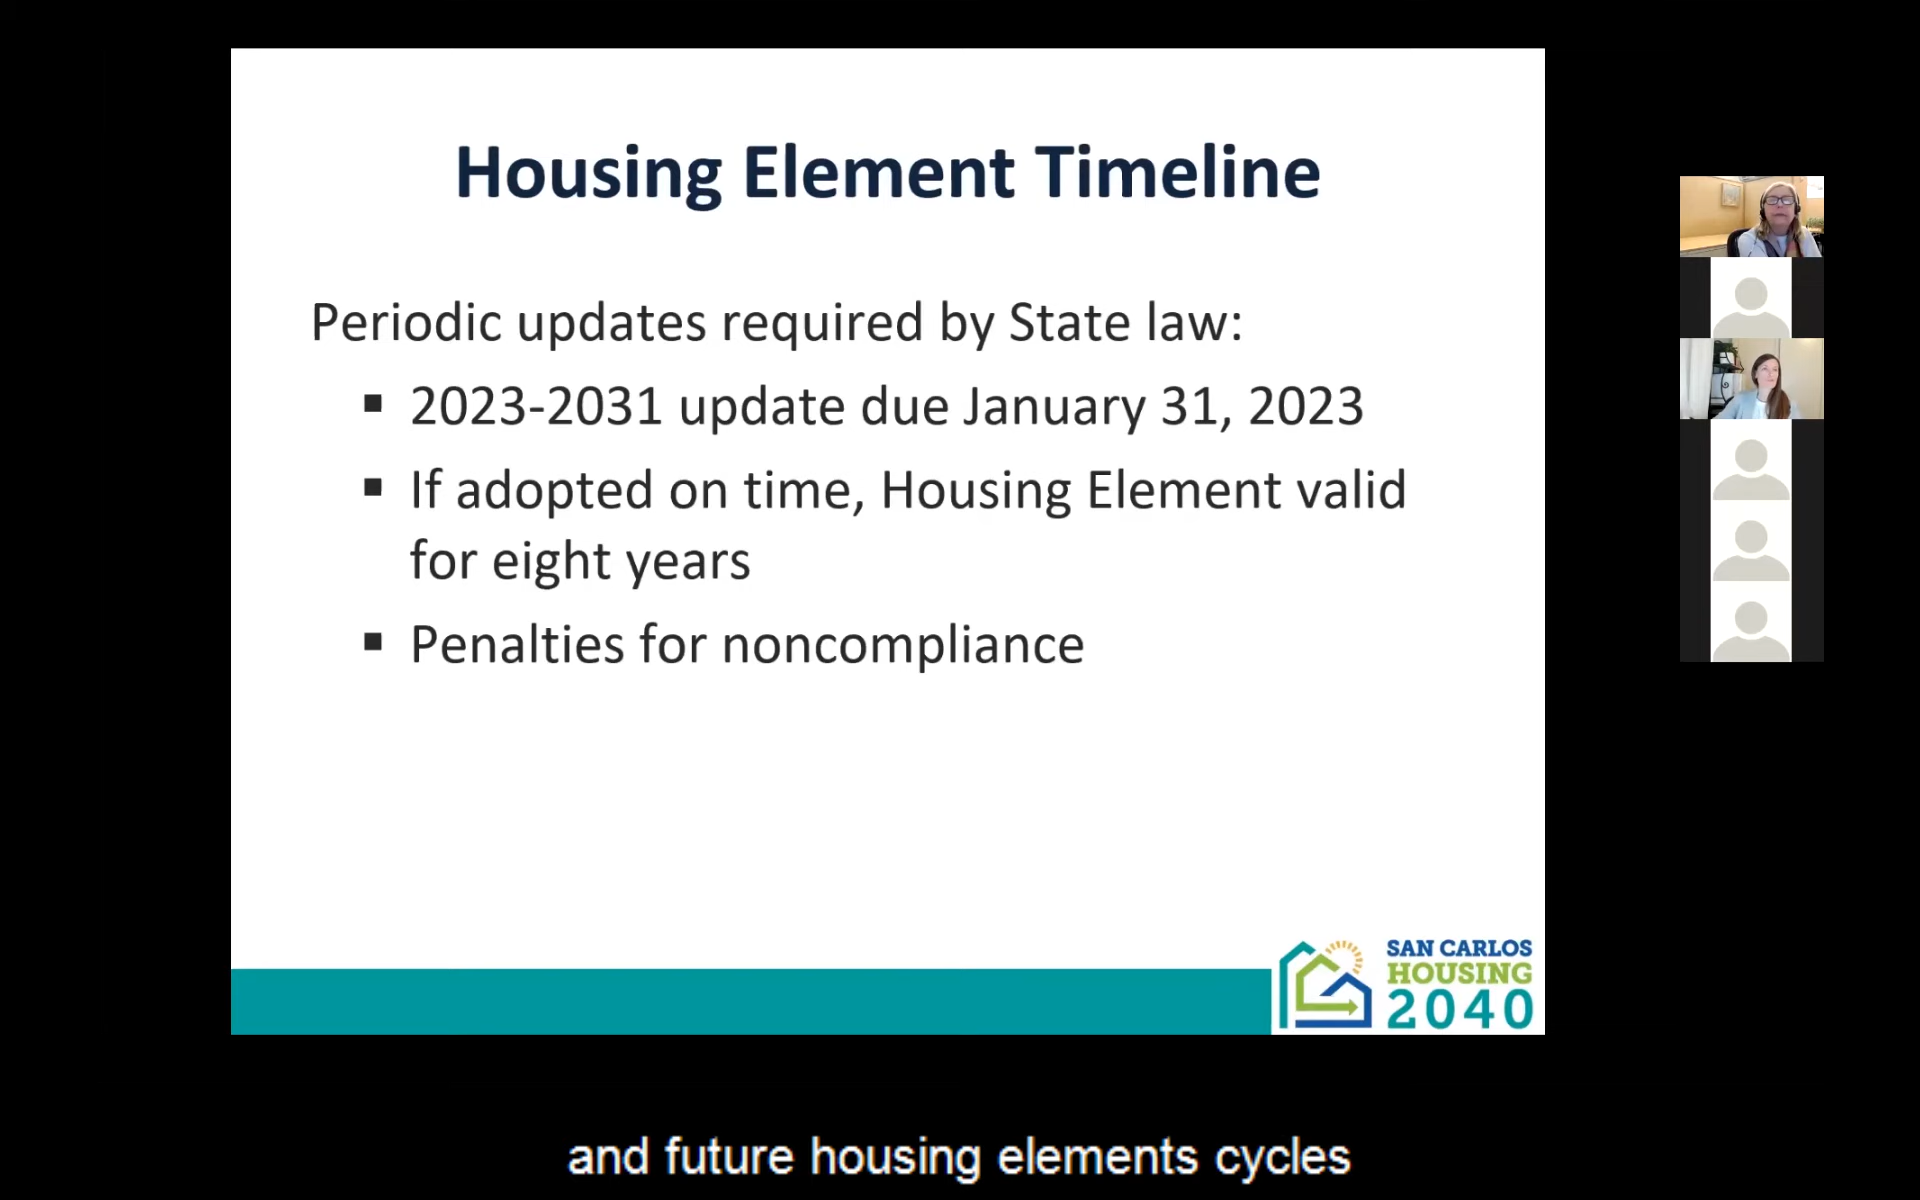 Housing Element Timeline
Periodic updates required by State law:
▪ 2023-2031 update due January 31, 2023
▪ If adopted on time, Housing Element valid
for eight years
▪ Penalties for noncompliance
SAN CARLOS
HOUSING
2040
and future housing elements cycles